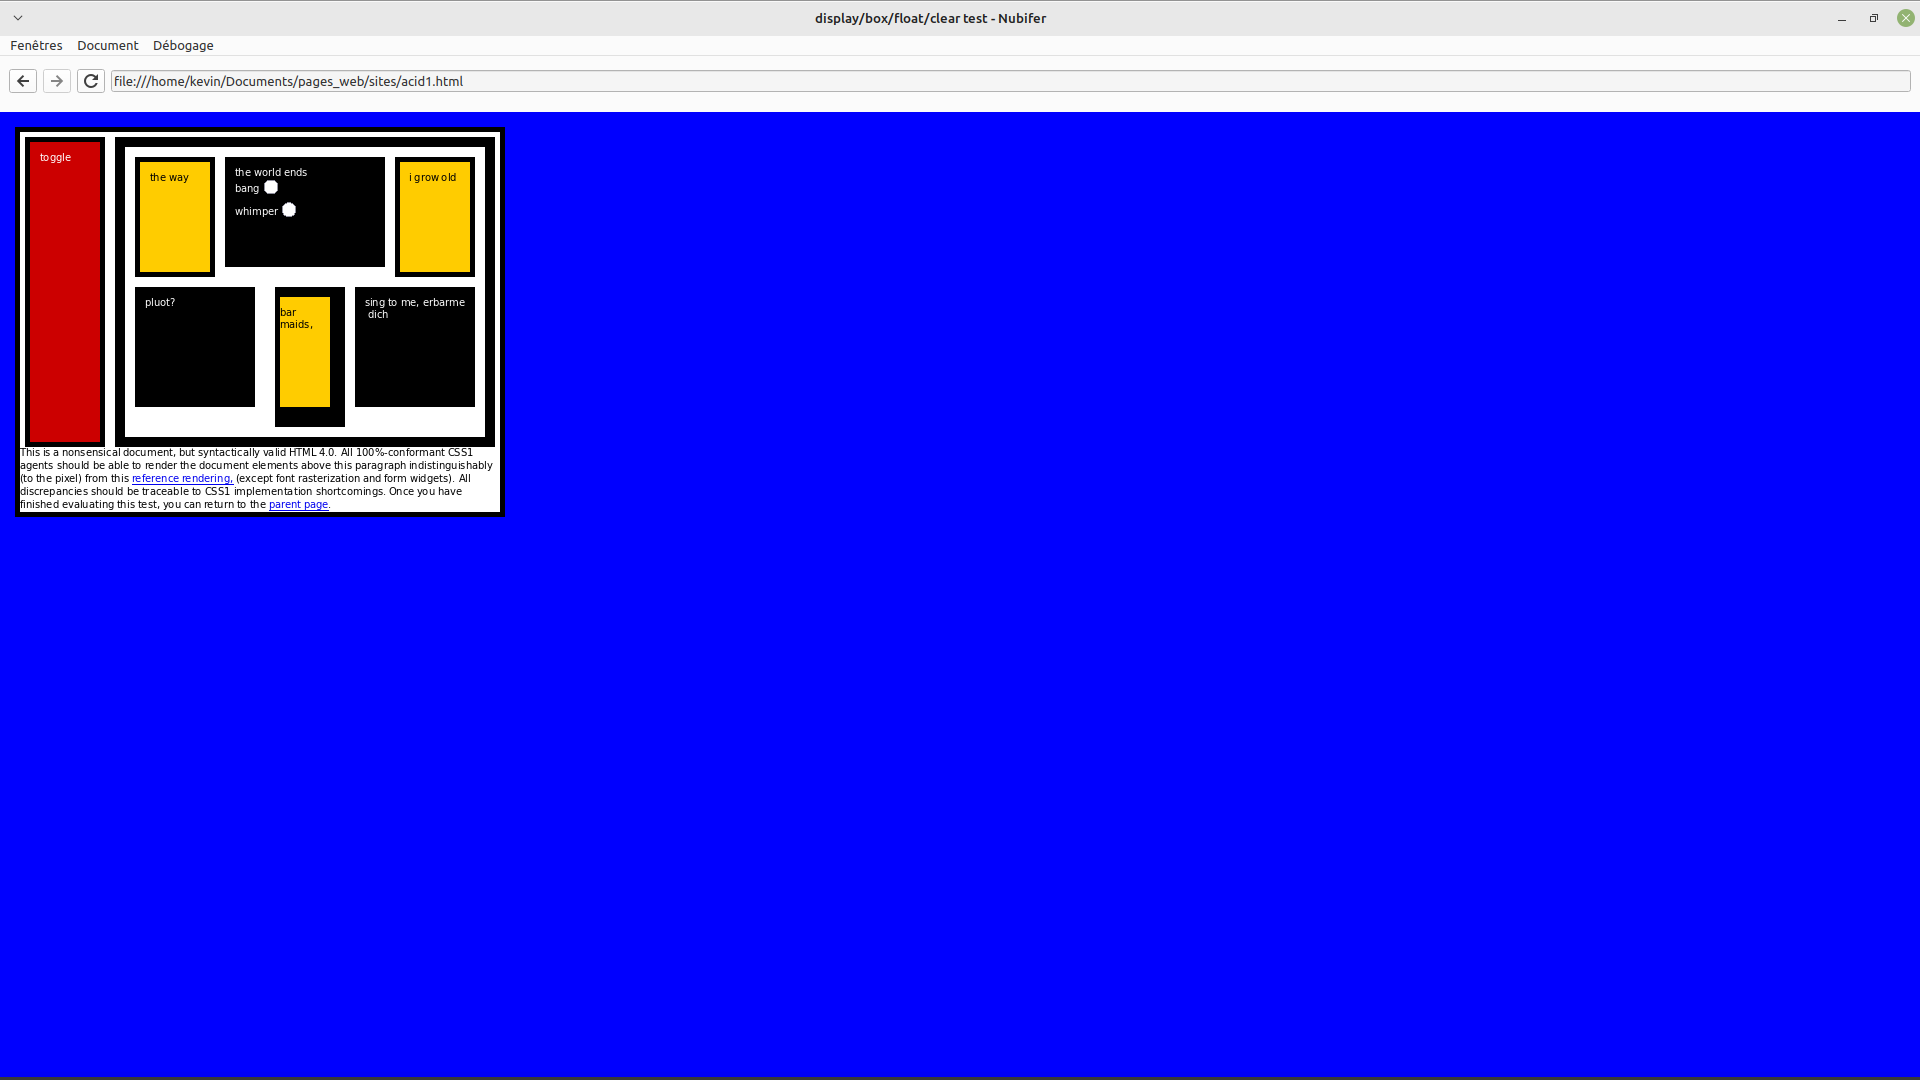 display/box/float/clear test - Nubifer
Fenêtres Document Débogage
file:///home/kevin/Documents/pages_web/sites/acid1.html
toggle
the way
the world ends
bang
whimper
i grow old
pluot?
bar
maids,
sing to me, erbarme
dich
This is a nonsensical document, but syntactically valid HTML 4.0. All 100%-conformant CSS1
agents should be able to render the document elements above this paragraph indistinguishably
(to the pixel) from this reference rendering, (except font rasterization and form widgets). All
discrepancies should be traceable to CSS1 implementation shortcomings. Once you have
finished evaluating this test, you can return to the parent page.